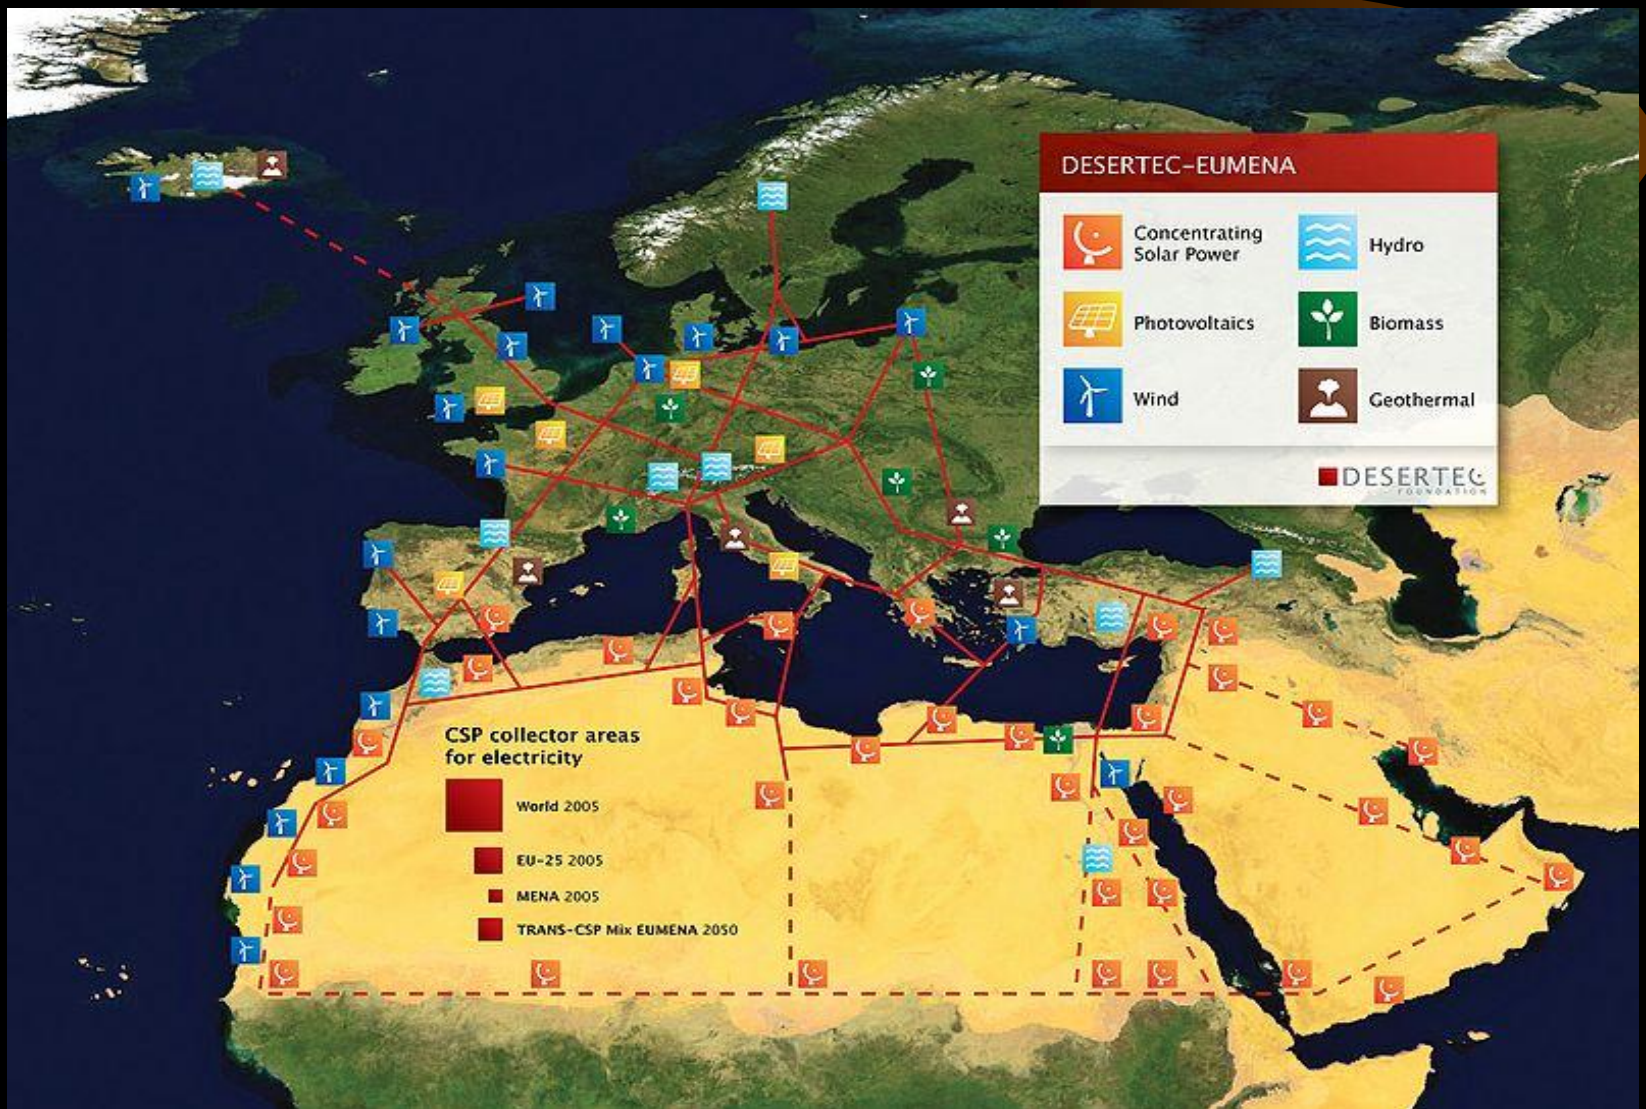 DESERTEC-EUMENA
Concentrating
Solar Power
Hydro
Photovoltaics
Biomass
Wind
Geothermal
DESERTEC
FOUNDATION
CSP collector areas
for electricity
World 2005
EU-25 2005
MENA 2005
TRANS-CSP Mix EUMENA 2050